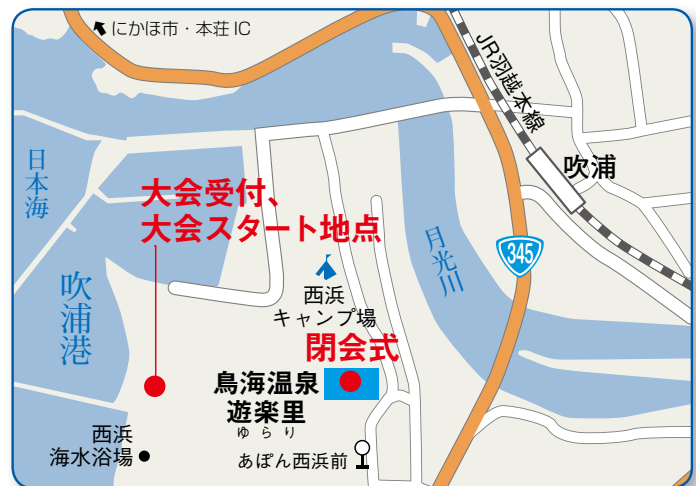 にかほ市・本荘IC
JR羽越本線
吹浦
日本海
大会受付、
大会スタート地点
345
月光川
吹浦港
西浜
キャンプ場
閉会式
鳥海温泉
遊楽里
ゆらり
西浜
海水浴場
あぽん西浜前